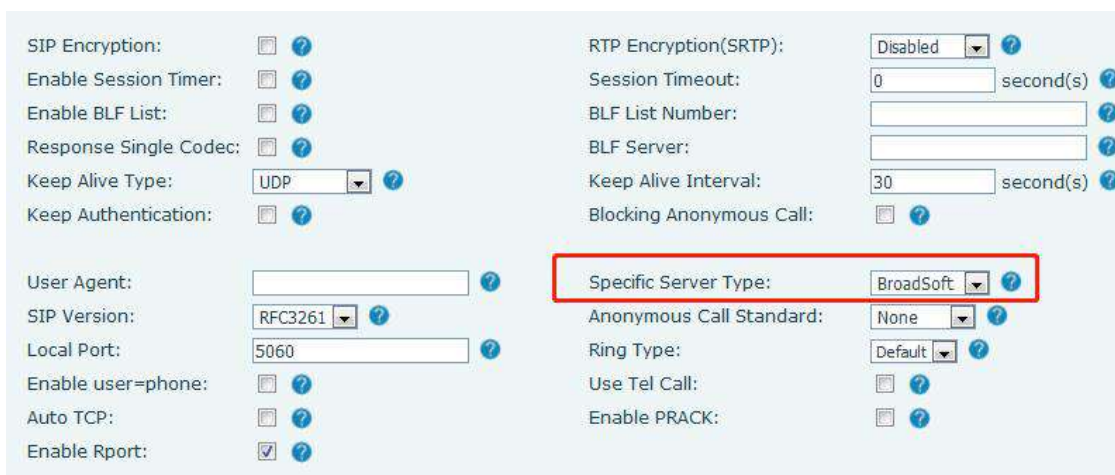 SIP Encryption: RTP Encryption(SRTP): Disabled
Enable Session Timer: Session Timeout: 0 second(s)
Enable BLF List: BLF List Number:
Response Single Codec: BLF Server:
Keep Alive Type: UDP Keep Alive Interval: 30 second(s)
Keep Authentication: Blocking Anonymous Call:
User Agent: Specific Server Type: BroadSoft
SIP Version: RFC3261 Anonymous Call Standard: None
Local Port: 5060 Ring Type: Default
Enable user=phone: Use Tel Call:
Auto TCP: Enable PRACK:
Enable Rport: